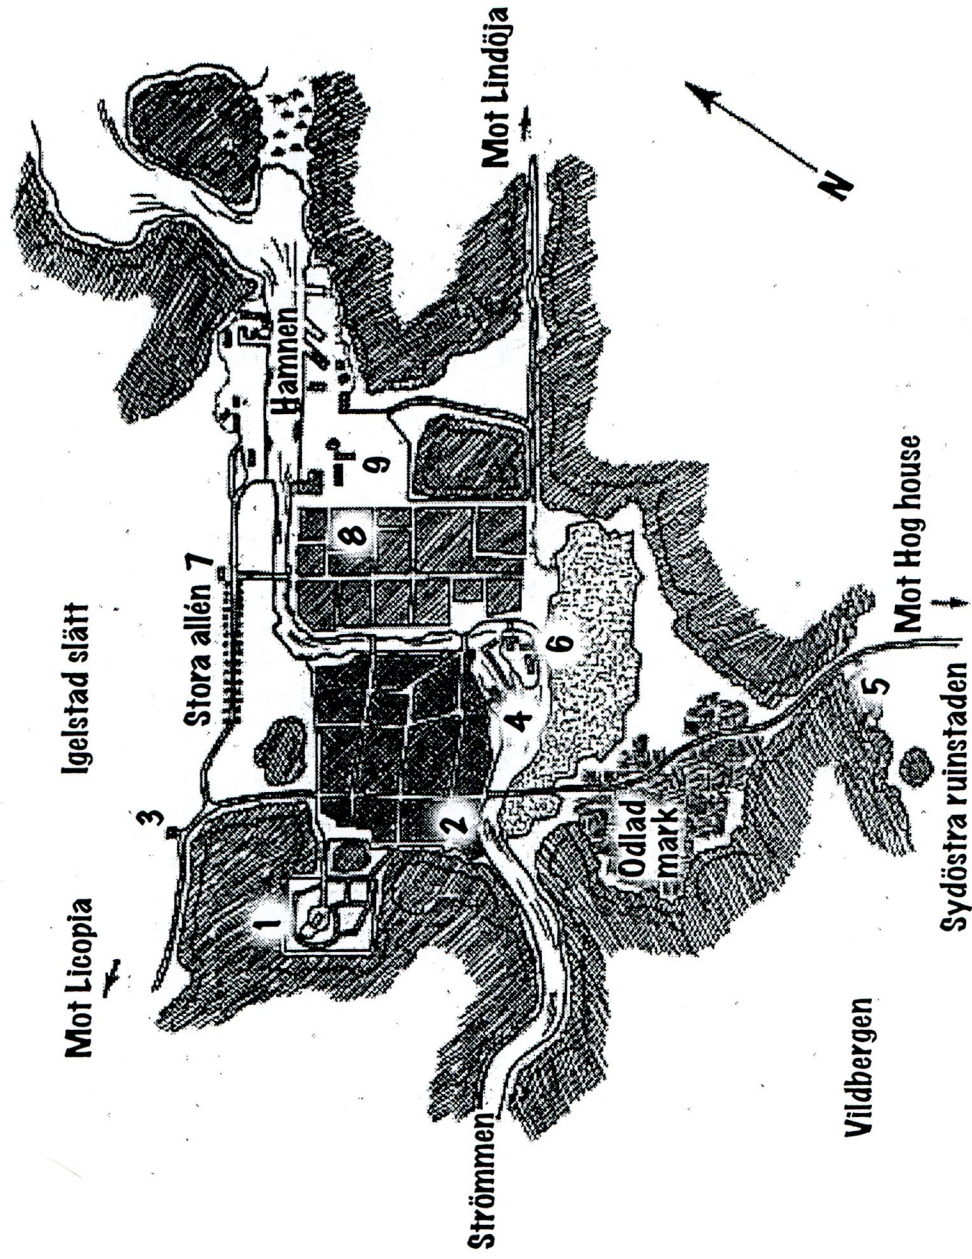 Mot Licopia
Igelstad slätt
3
Stora allén 7
1
Hamnen
8
9
2
Strömmen
Mot Lindöja
4
6
Odlad
mark
N
Vildbergen
5
Mot Hog house
Sydöstra ruinstaden